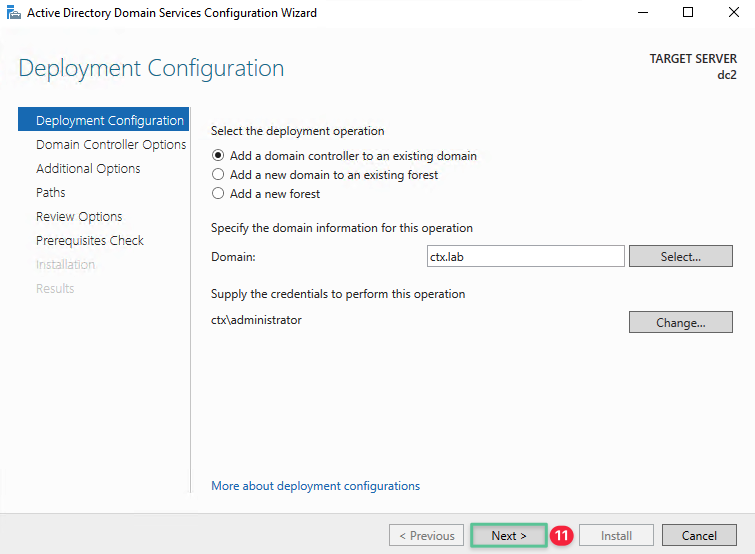 Active Directory Domain Services Configuration Wizard
Deployment Configuration
TARGET SERVER
dc2
Deployment Configuration
Domain Controller Options
Additional Options
Paths
Review Options
Prerequisites Check
Installation
Results
Select the deployment operation
Add a domain controller to an existing domain
Add a new domain to an existing forest
Add a new forest
Specify the domain information for this operation
Domain: ctx.lab Select...
Supply the credentials to perform this operation
ctx\administrator Change...
More about deployment configurations
< Previous Next > 11 Install Cancel